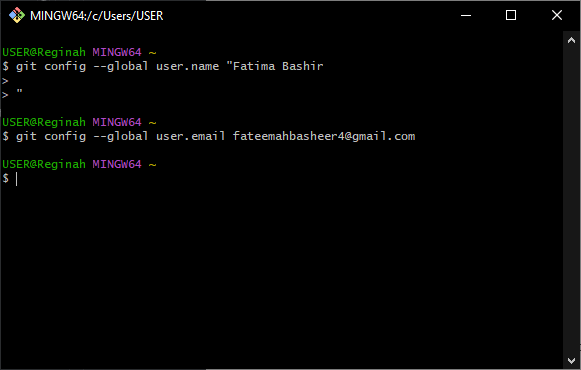 MINGW64:/c/Users/USER
USER@Reginah MINGW64 ~
$ git config --global user.name "Fatima Bashir
>
> "
USER@Reginah MINGW64 ~
$ git config --global user.email fateemahbasheer4@gmail.com
USER@Reginah MINGW64 ~
$